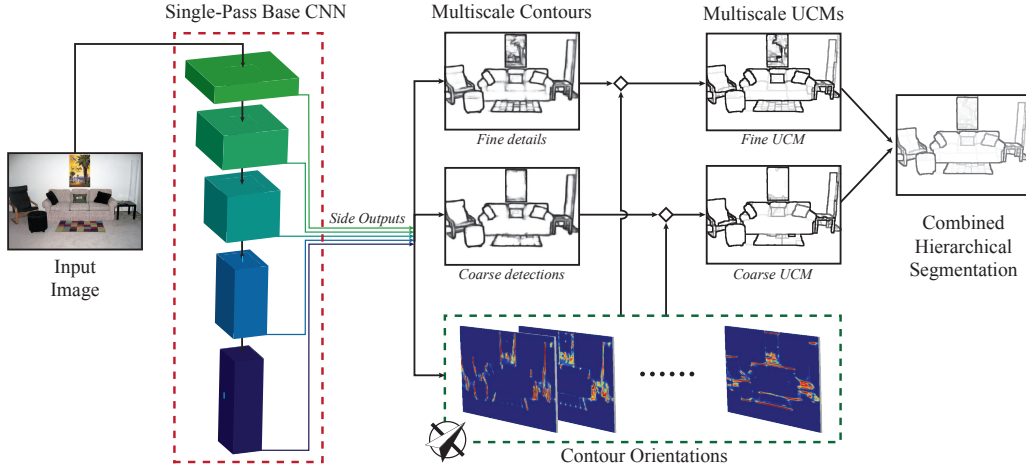 Single-Pass Base CNN
Multiscale Contours
Multiscale UCMs
Fine details
Fine UCM
Side Outputs
Input
Image
Coarse detections
Coarse UCM
Combined
Hierarchical
Segmentation
Contour Orientations